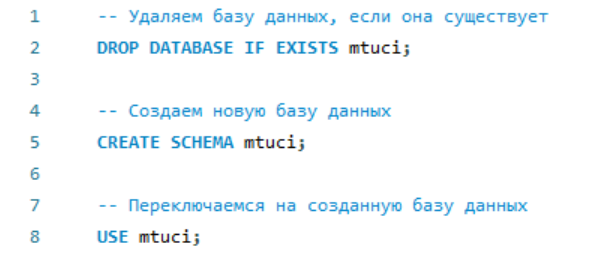 1 -- Удаляем базу данных, если она существует
2 DROP DATABASE IF EXISTS mtuci;
3
4 -- Создаем новую базу данных
5 CREATE SCHEMA mtuci;
6
7 -- Переключаемся на созданную базу данных
8 USE mtuci;